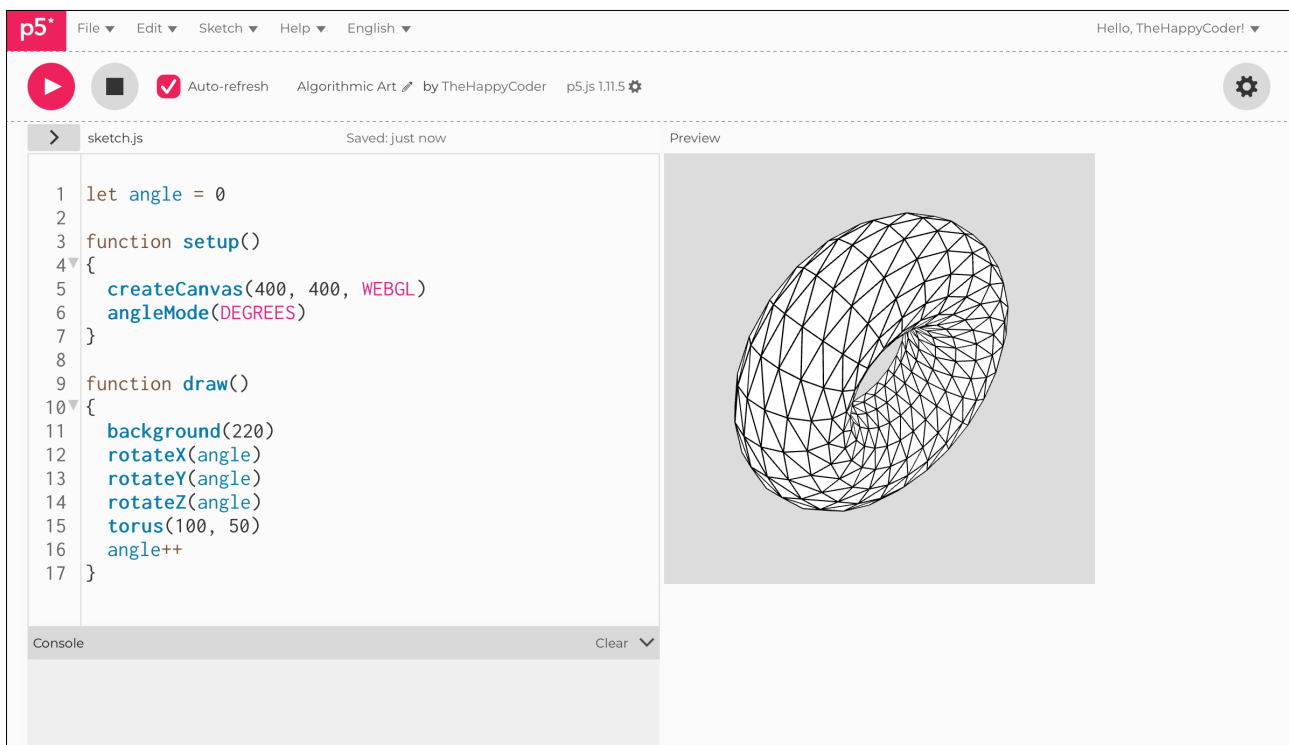 p5* File Edit Sketch Help English Hello, TheHappyCoder!
Auto-refresh Algorithmic Art by TheHappyCoder p5.js 1.11.5
sketch.js Saved: just now Preview
1 let angle = 0
2
3 function setup()
4 {
5 createCanvas(400, 400, WEBGL)
6 angleMode(DEGREES)
7 }
8
9 function draw()
10 {
11 background(220)
12 rotateX(angle)
13 rotateY(angle)
14 rotateZ(angle)
15 torus(100, 50)
16 angle++
17 }
Console Clear